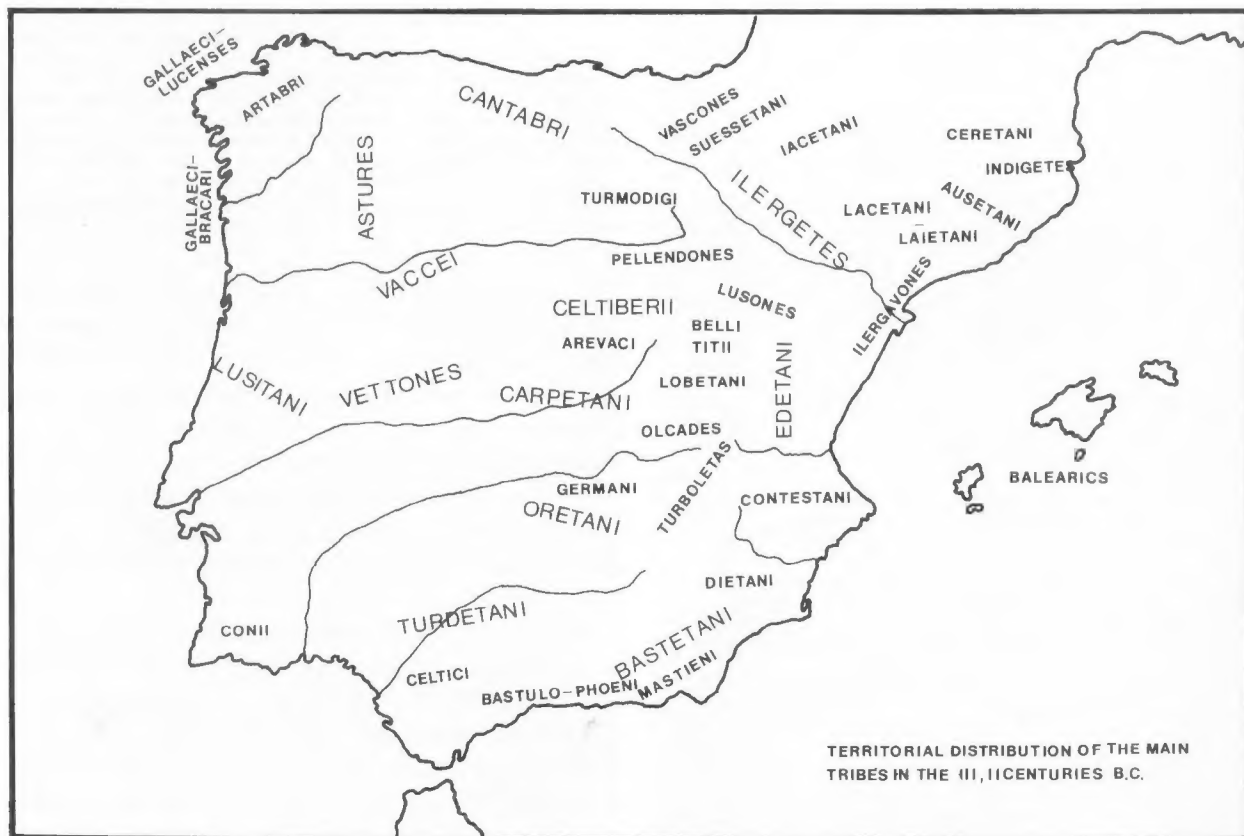 GALLAECI-
LUCENSES
ARTABRI
CANTABRI
VASCONES
SUESSETANI
IACETANI
CERETANI
INDIGETES
GALLAECI-
BRACARI
ASTURES
TURMODIGI
ILERGETES
LACETANI
AUSETANI
LAIETANI
VACCEI
PELLENDONES
CELTIBERII
LUSONES
ILERGAVONES
AREVACI
BELLI
TITII
LUSITANI
VETTONES
CARPETANI
LOBETANI
EDETANI
OLCADES
BALEARICS
GERMANI
ORETANI
TURBOLETAS
CONTESTANI
DIETANI
CONII
TURDETANI
BASTETANI
CELTICI
BASTULO-PHOENI
MASTIENI
TERRITORIAL DISTRIBUTION OF THE MAIN
TRIBES IN THE III, II CENTURIES B.C.